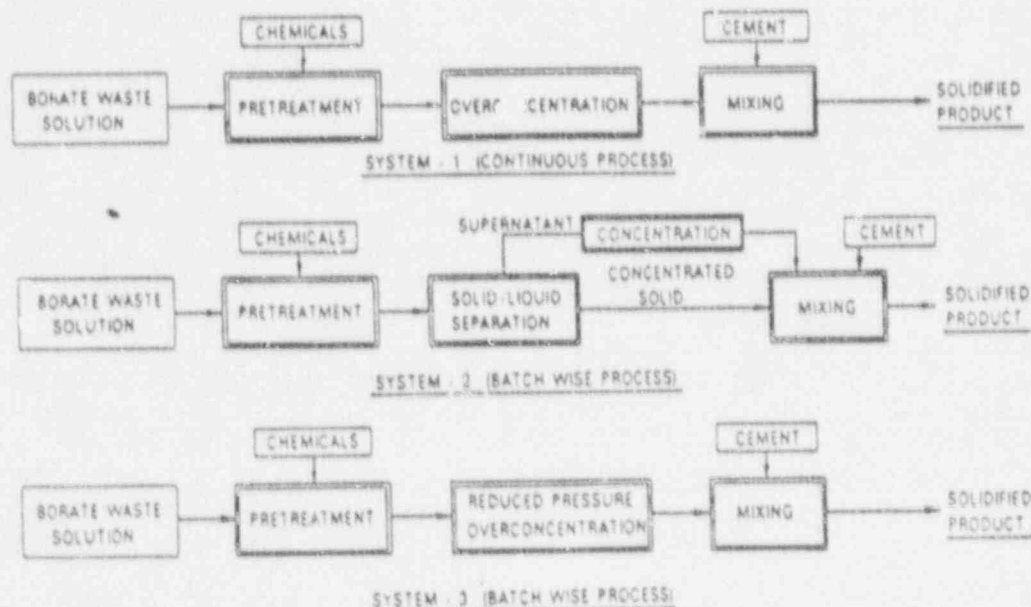 CHEMICALS
CEMENT
BORATE WASTE
SOLUTION
PRETREATMENT
MIXING
SOLIDIFIED
PRODUCT
SYSTEM - 1 (CONTINUOUS PROCESS)
CHEMICALS
SUPERNATANT
CONCENTRATION
CEMENT
BORATE WASTE
SOLUTION
PRETREATMENT
SOLID/LIQUID
SEPARATION
CONCENTRATED
SOLID
MIXING
SOLIDIFIED
PRODUCT
SYSTEM - 2 (BATCH WISE PROCESS)
CHEMICALS
CEMENT
BORATE WASTE
SOLUTION
PRETREATMENT
REDUCED PRESSURE
OVERCONCENTRATION
MIXING
SOLIDIFIED
PRODUCT
SYSTEM - 3 (BATCH WISE PROCESS)